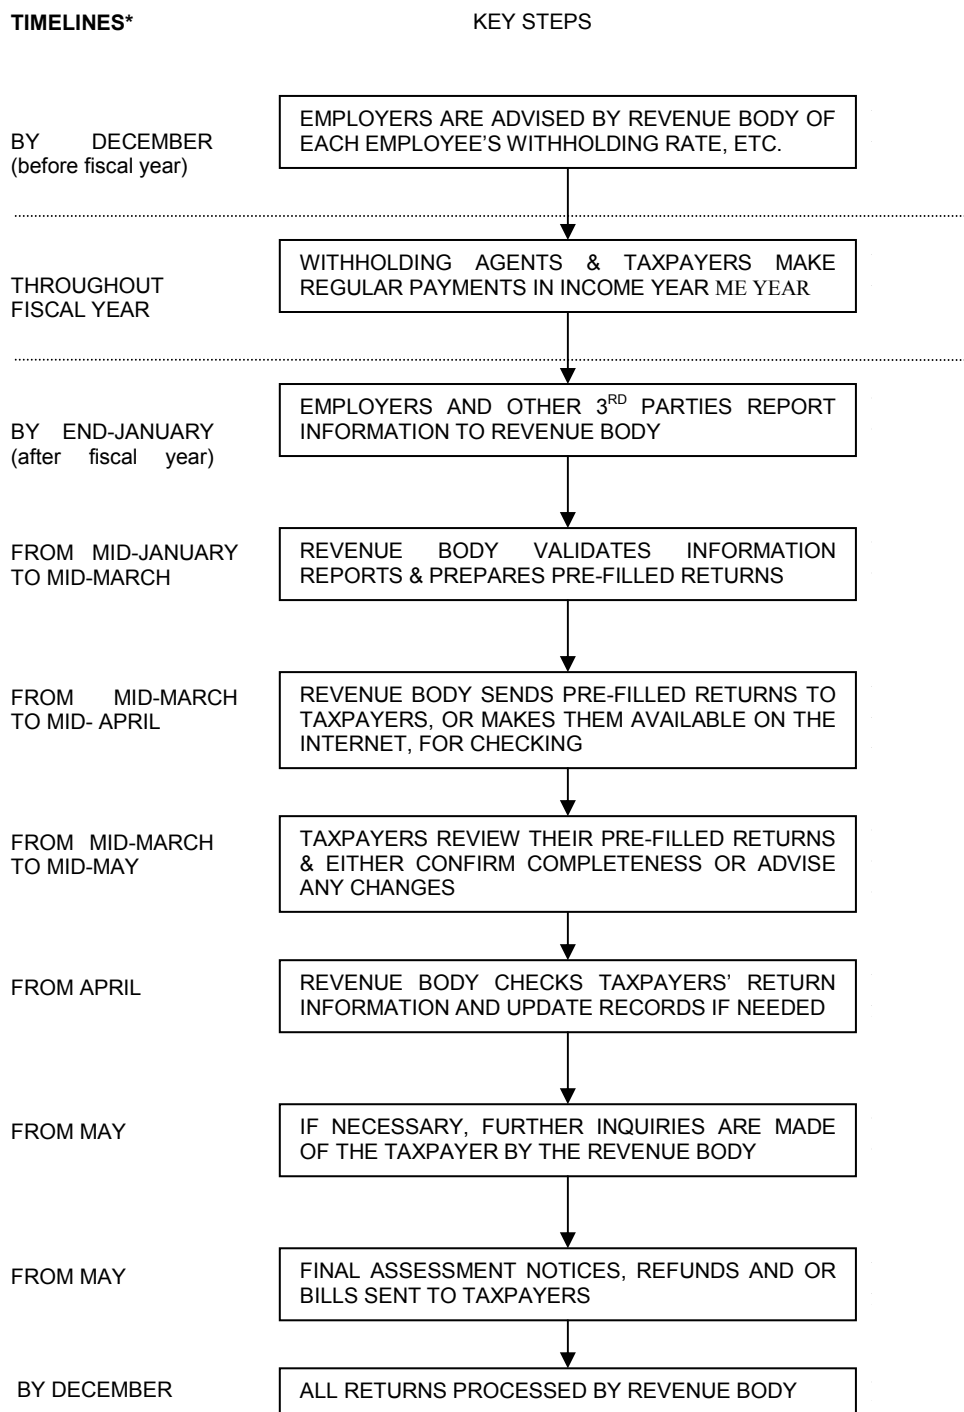 TIMELINES*
KEY STEPS
BY DECEMBER
(before fiscal year)
EMPLOYERS ARE ADVISED BY REVENUE BODY OF
EACH EMPLOYEE’S WITHHOLDING RATE, ETC.
THROUGHOUT
FISCAL YEAR
WITHHOLDING AGENTS & TAXPAYERS MAKE
REGULAR PAYMENTS IN INCOME YEAR ME YEAR
BY END-JANUARY
(after fiscal year)
EMPLOYERS AND OTHER 3RD PARTIES REPORT
INFORMATION TO REVENUE BODY
FROM MID-JANUARY
TO MID-MARCH
REVENUE BODY VALIDATES INFORMATION
REPORTS & PREPARES PRE-FILLED RETURNS
FROM MID-MARCH
TO MID- APRIL
REVENUE BODY SENDS PRE-FILLED RETURNS TO
TAXPAYERS, OR MAKES THEM AVAILABLE ON THE
INTERNET, FOR CHECKING
FROM MID-MARCH
TO MID-MAY
TAXPAYERS REVIEW THEIR PRE-FILLED RETURNS
& EITHER CONFIRM COMPLETENESS OR ADVISE
ANY CHANGES
FROM APRIL
REVENUE BODY CHECKS TAXPAYERS’ RETURN
INFORMATION AND UPDATE RECORDS IF NEEDED
FROM MAY
IF NECESSARY, FURTHER INQUIRIES ARE MADE
OF THE TAXPAYER BY THE REVENUE BODY
FROM MAY
FINAL ASSESSMENT NOTICES, REFUNDS AND OR
BILLS SENT TO TAXPAYERS
BY DECEMBER
ALL RETURNS PROCESSED BY REVENUE BODY